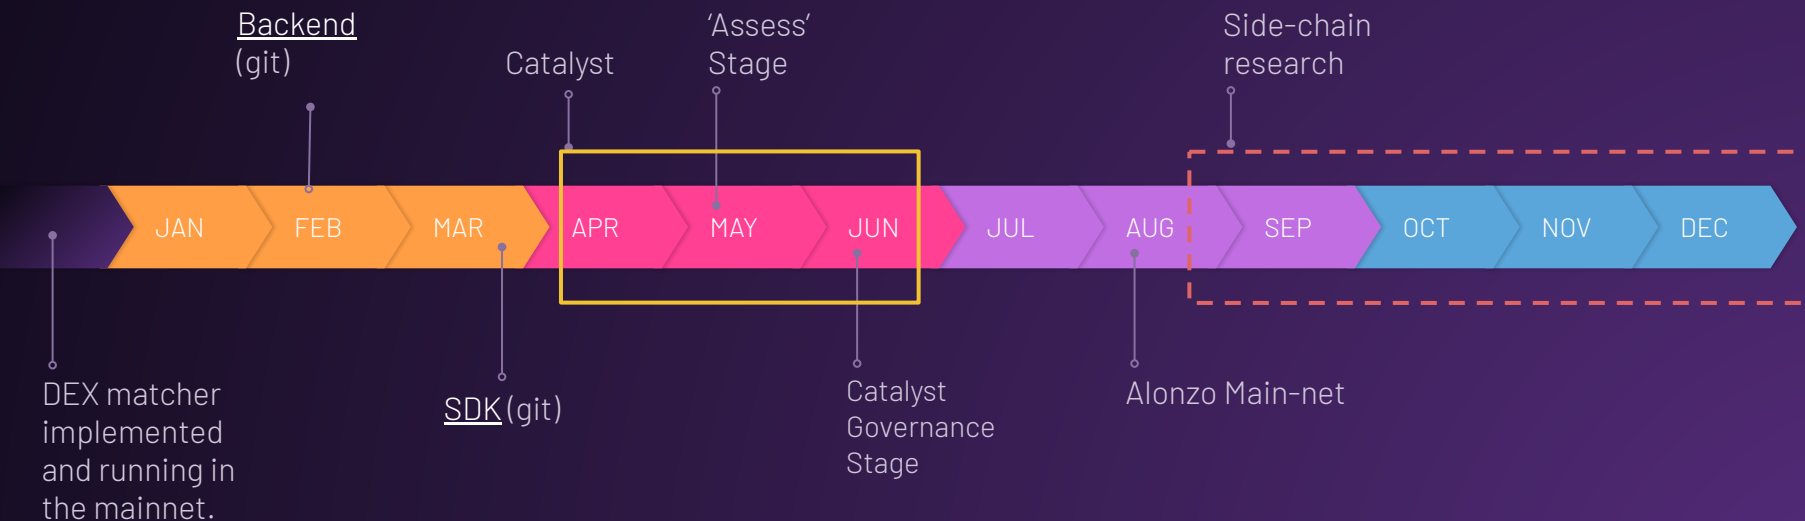 Backend
(git)
Catalyst
‘Assess’
Stage
Side-chain
research
JAN
FEB
MAR
APR
MAY
JUN
JUL
AUG
SEP
OCT
NOV
DEC
DEX matcher
implemented
and running in
the mainnet.
SDK (git)
Catalyst
Governance
Stage
Alonzo Main-net